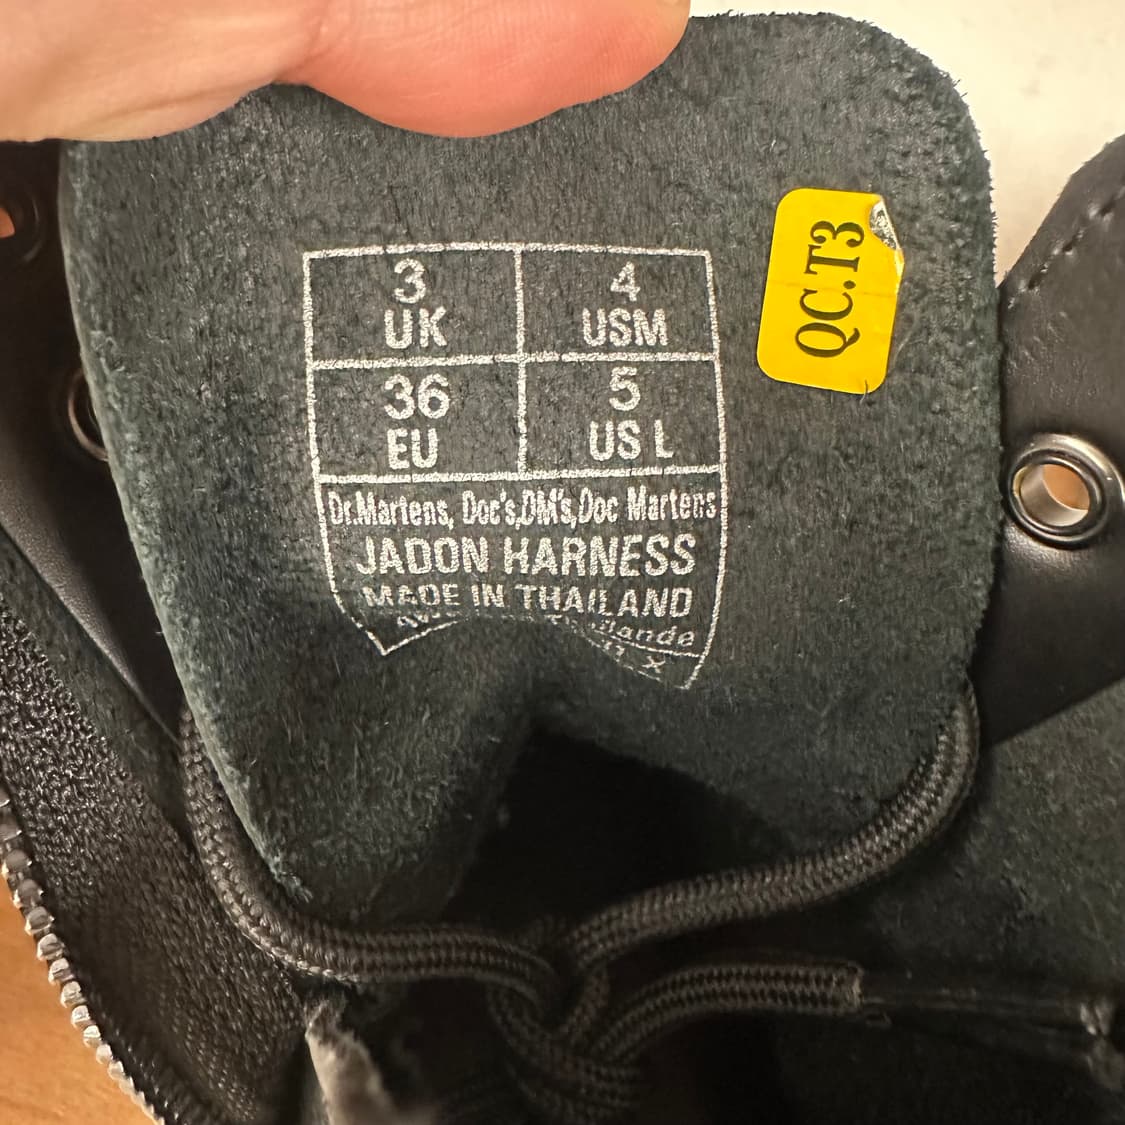 3
UK
4
USM
36
EU
5
US L
Dr.Martens, Doc's,DM's,Doc Martens
JADON HARNESS
MADE IN THAILAND
X
QC.T3